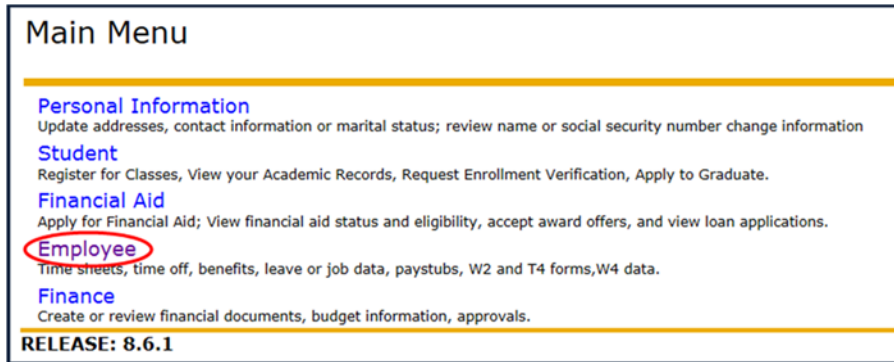 Main Menu
Personal Information
Update addresses, contact information or marital status; review name or social security number change information
Student
Register for Classes, View your Academic Records, Request Enrollment Verification, Apply to Graduate.
Financial Aid
Apply for Financial Aid; View financial aid status and eligibility, accept award offers, and view loan applications.
Employee
Time sheets, time off, benefits, leave or job data, paystubs, W2 and T4 forms,W4 data.
Finance
Create or review financial documents, budget information, approvals.
RELEASE: 8.6.1